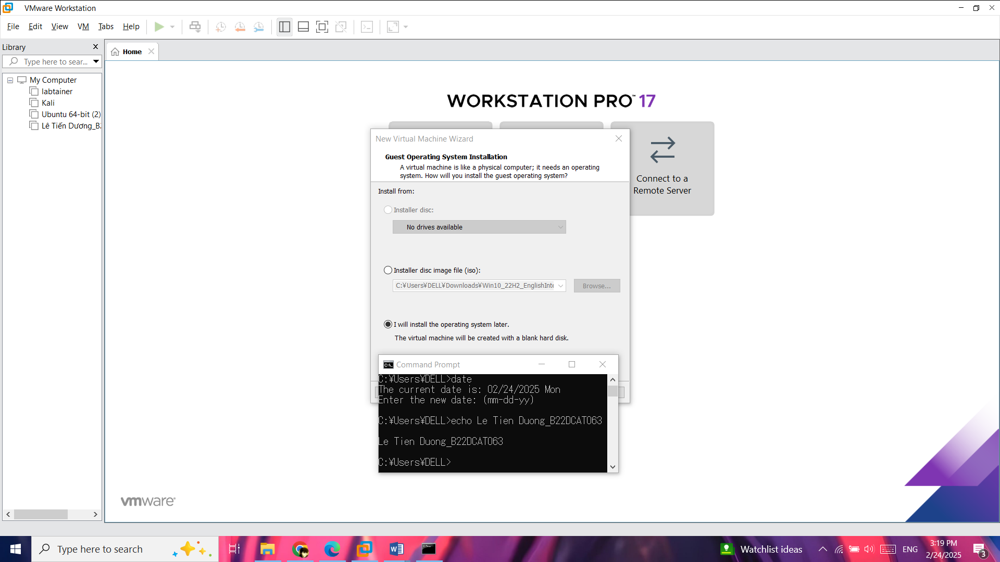 VMware Workstation
File Edit View VM Tabs Help
Library
Type here to sear...
My Computer
labtainer
Kali
Ubuntu 64-bit (2)
Lê Tiến Dương_B
Home
WORKSTATION PRO™ 17
Connect to a
Remote Server
New Virtual Machine Wizard
Guest Operating System Installation
A virtual machine is like a physical computer; it needs an operating
system. How will you install the guest operating system?
Install from:
Installer disc:
No drives available
Installer disc image file (iso):
C:¥Users¥DELL¥Downloads¥Win10_22H2_EnglishInte
Browse...
I will install the operating system later.
The virtual machine will be created with a blank hard disk.
Command Prompt
C:¥Users¥DELL>date
The current date is: 02/24/2025 Mon
Enter the new date: (mm-dd-yy)
C:¥Users¥DELL>echo Le Tien Duong_B22DCAT063
Le Tien Duong_B22DCAT063
C:¥Users¥DELL>
vmware®
Type here to search
Watchlist ideas
ENG
3:19 PM
2/24/2025
3